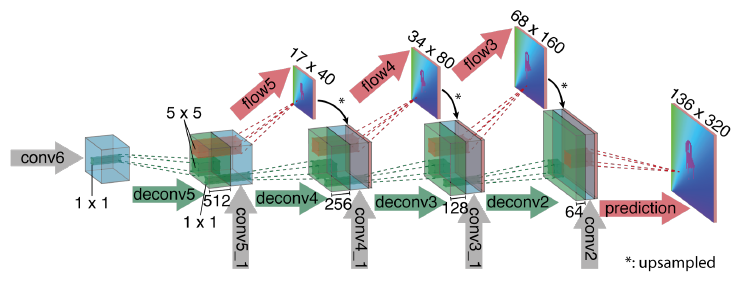 68 x 160
34 x 80
17 x 40
flow5
flow4
flow3
*
*
*
136 x 320
5 x 5
conv6
1 x 1
deconv5
512
deconv4
256
deconv3
128
deconv2
64
prediction
1 x 1
conv5_1
conv4_1
conv3_1
conv2
*: upsampled